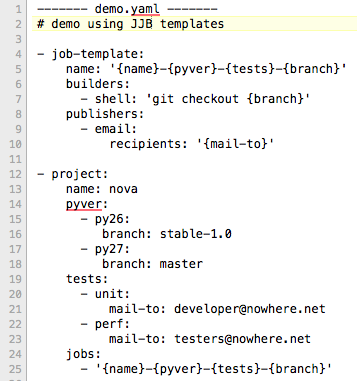 1 ------- demo.yaml -------
2 # demo using JJB templates
3
4 - job-template:
5     name: '{name}-{pyver}-{tests}-{branch}'
6     builders:
7       - shell: 'git checkout {branch}'
8     publishers:
9       - email:
10           recipients: '{mail-to}'
11
12 - project:
13     name: nova
14     pyver:
15       - py26:
16          branch: stable-1.0
17       - py27:
18          branch: master
19     tests:
20       - unit:
21           mail-to: developer@nowhere.net
22       - perf:
23           mail-to: testers@nowhere.net
24     jobs:
25       - '{name}-{pyver}-{tests}-{branch}'